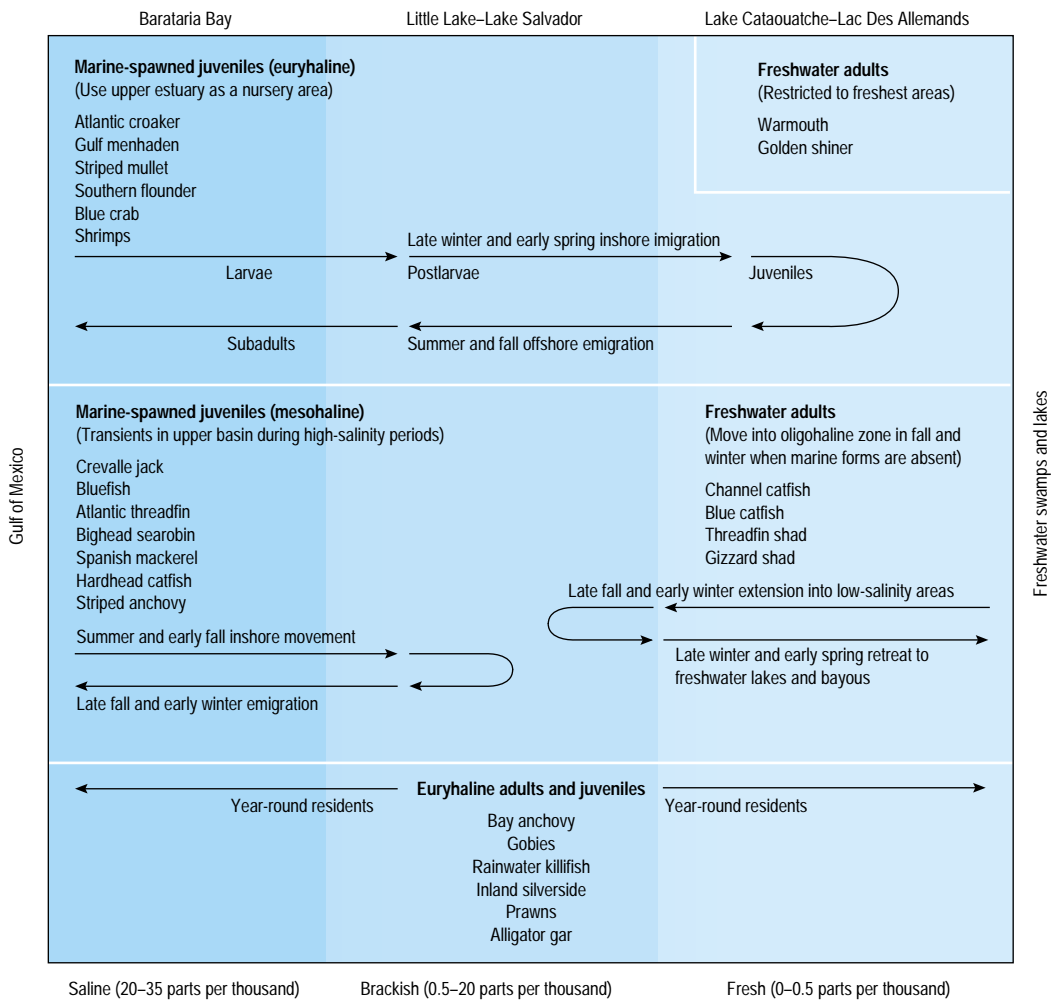 Barataria Bay
Little Lake–Lake Salvador
Lake Cataouatche–Lac Des Allemands
Marine-spawned juveniles (euryhaline)
(Use upper estuary as a nursery area)
Atlantic croaker
Gulf menhaden
Striped mullet
Southern flounder
Blue crab
Shrimps
Freshwater adults
(Restricted to freshest areas)
Warmouth
Golden shiner
Late winter and early spring inshore imigration
Larvae
Postlarvae
Juveniles
Subadults
Summer and fall offshore emigration
Marine-spawned juveniles (mesohaline)
(Transients in upper basin during high-salinity periods)
Crevalle jack
Bluefish
Atlantic threadfin
Bighead searobin
Spanish mackerel
Hardhead catfish
Striped anchovy
Summer and early fall inshore movement
Late fall and early winter emigration
Freshwater adults
(Move into oligohaline zone in fall and
winter when marine forms are absent)
Channel catfish
Blue catfish
Threadfin shad
Gizzard shad
Late fall and early winter extension into low-salinity areas
Late winter and early spring retreat to
freshwater lakes and bayous
Gulf of Mexico
Freshwater swamps and lakes
Euryhaline adults and juveniles
Year-round residents
Year-round residents
Bay anchovy
Gobies
Rainwater killifish
Inland silverside
Prawns
Alligator gar
Saline (20–35 parts per thousand)
Brackish (0.5–20 parts per thousand)
Fresh (0–0.5 parts per thousand)